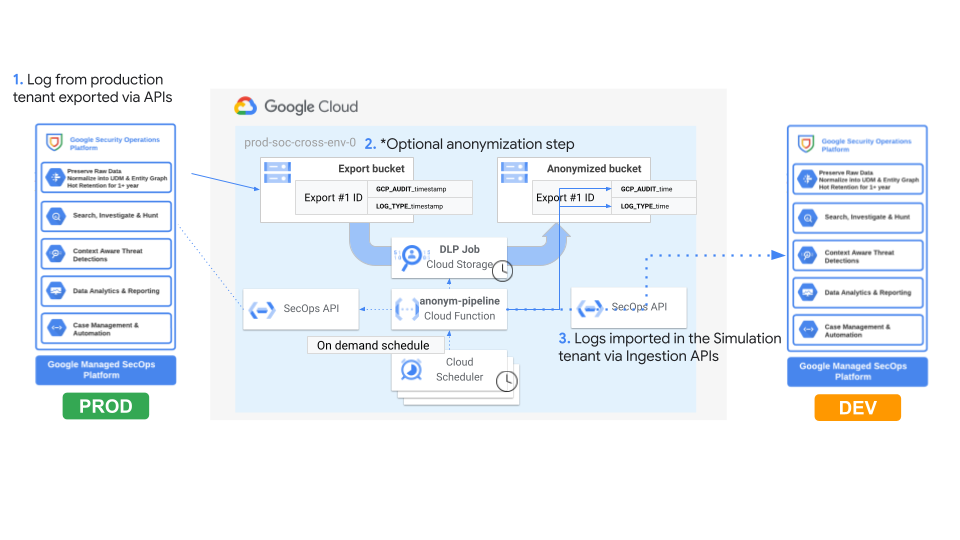 1. Log from production
tenant exported via APIs
Google Security Operations
Platform
Preserve Raw Data
Normalize into UDM & Entity Graph
Hot Retention for 1+ year
Search, Investigate & Hunt
Context Aware Threat
Detections
Data Analytics & Reporting
Case Management &
Automation
Google Managed SecOps
Platform
PROD
Google Cloud
prod-soc-cross-env-0
2. *Optional anonymization step
Export bucket
Export #1 ID
GCP_AUDIT_timestamp
LOG_TYPE_timestamp
Anonymized bucket
Export #1 ID
GCP_AUDIT_time
LOG_TYPE_time
DLP Job
Cloud Storage
SecOps API
anonym-pipeline
Cloud Function
SecOps API
On demand schedule
Cloud
Scheduler
3. Logs imported in the Simulation
tenant via Ingestion APIs
Google Security Operations
Platform
Preserve Raw Data
Normalize into UDM & Entity Graph
Hot Retention for 1+ year
Search, Investigate & Hunt
Context Aware Threat
Detections
Data Analytics & Reporting
Case Management &
Automation
Google Managed SecOps
Platform
DEV